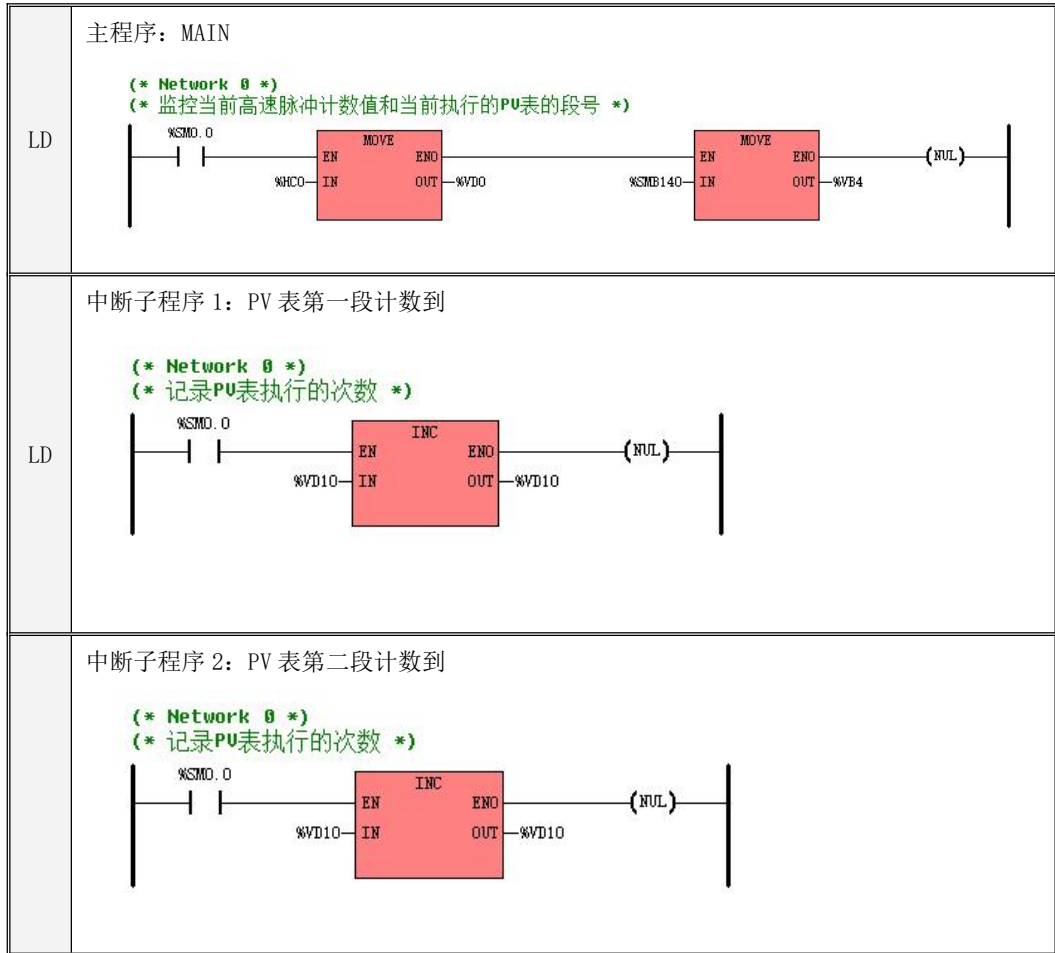 主程序：MAIN
(* Network 0 *)
(* 监控当前高速脉冲计数值和当前执行的PV表的段号 *)
LD
%SM0.0
MOVE
EN
ENO
%HC0
IN
OUT
%VD0
MOVE
EN
ENO
%SMB140
IN
OUT
%VB4
(NUL)
中断子程序 1：PV 表第一段计数到
(* Network 0 *)
(* 记录PV表执行的次数 *)
LD
%SM0.0
INC
EN
ENO
%VD10
IN
OUT
%VD10
(NUL)
中断子程序 2：PV 表第二段计数到
(* Network 0 *)
(* 记录PV表执行的次数 *)
%SM0.0
INC
EN
ENO
%VD10
IN
OUT
%VD10
(NUL)